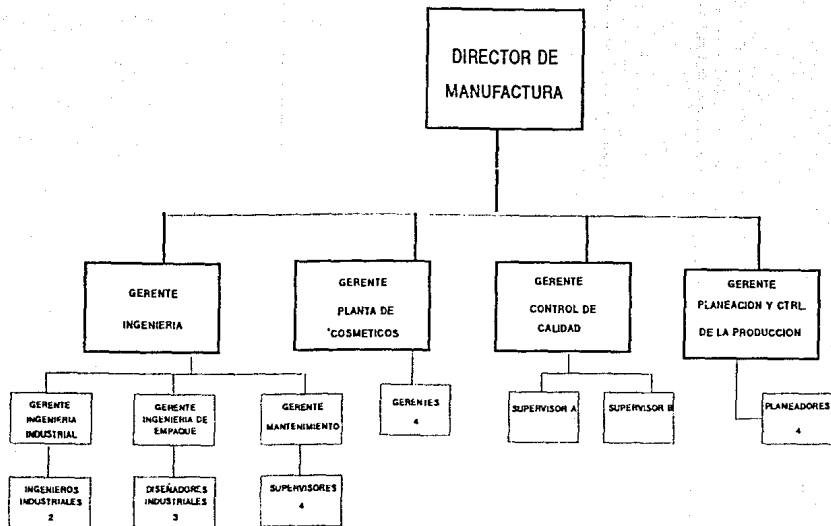 DIRECTOR DE
MANUFACTURA
GERENTE
INGENIERIA
GERENTE
PLANTA DE
COSMETICOS
GERENTE
CONTROL DE
CALIDAD
GERENTE
PLANEACION Y CTRL.
DE LA PRODUCCION
GERENTE
INGENIERIA
INDUSTRIAL
GERENTE
INGENIERIA DE
EMPAQUE
GERENTE
MANTENIMIENTO
GERENTES
4
SUPERVISOR A
SUPERVISOR B
PLANEADORES
4
INGENIEROS
INDUSTRIALES
2
DISEÑADORES
INDUSTRIALES
3
SUPERVISORES
4